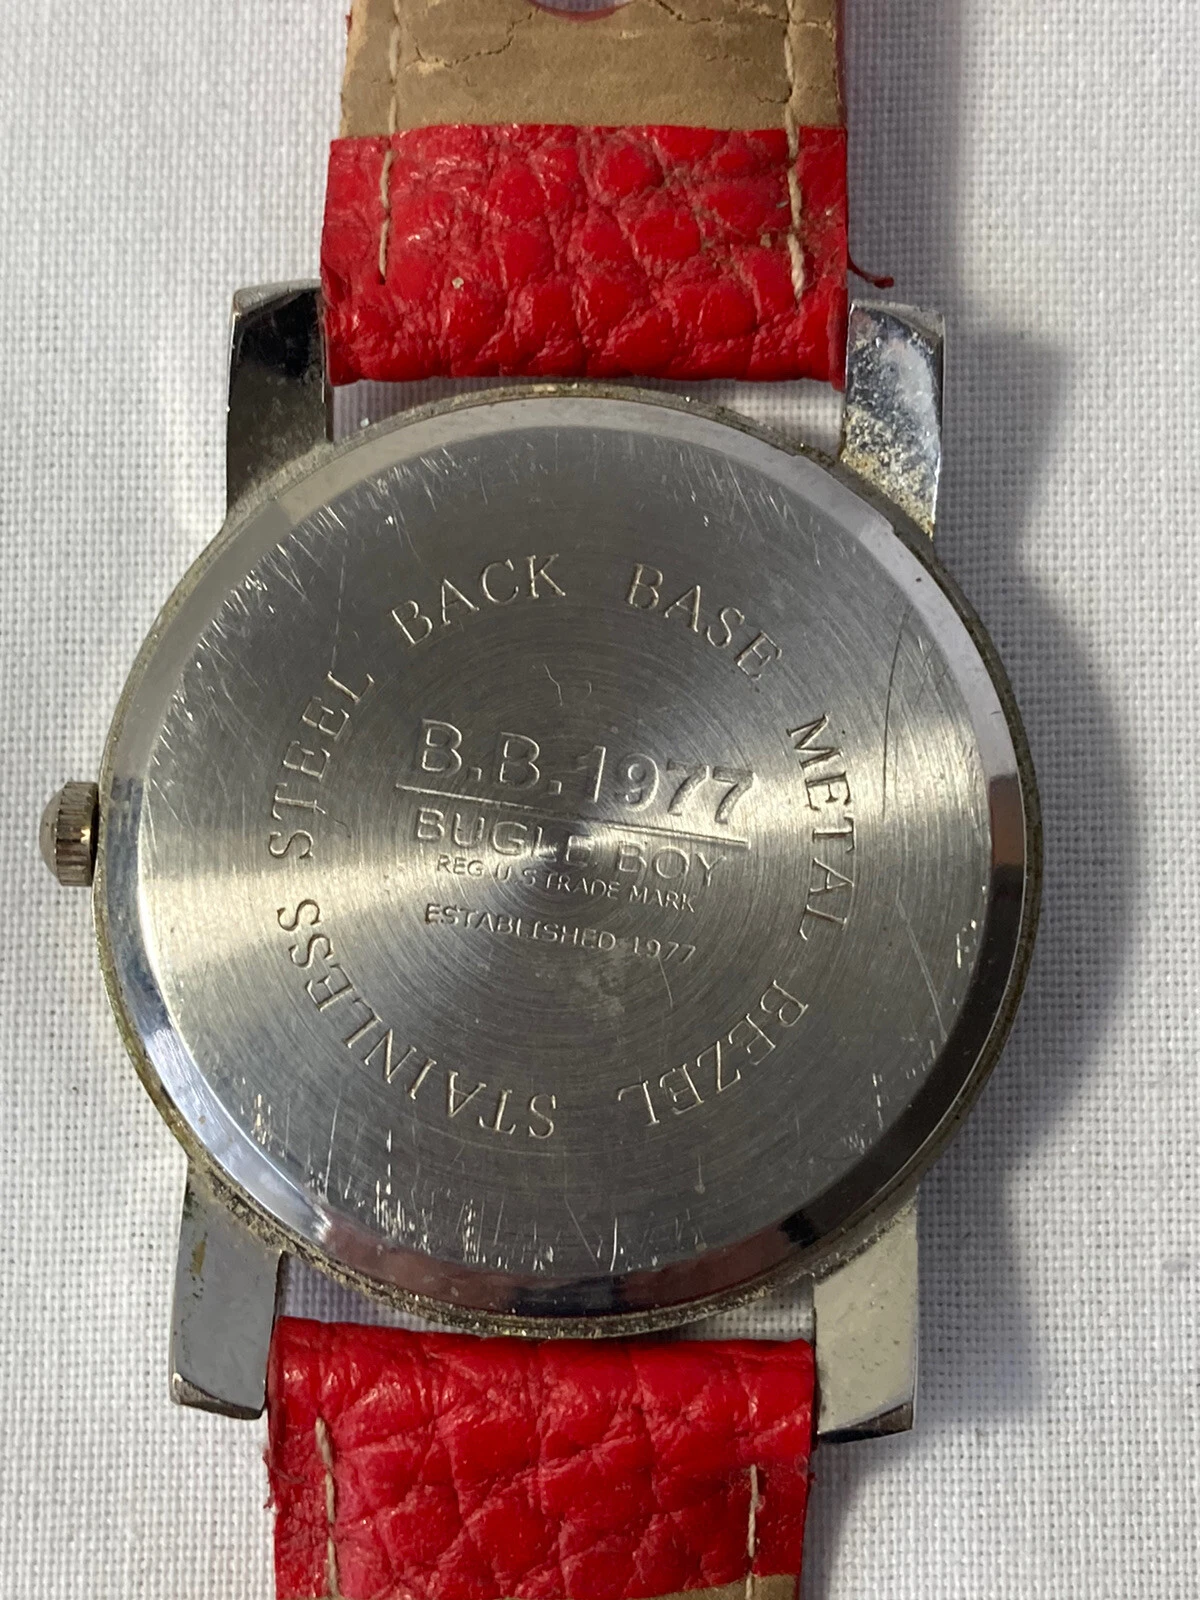 STAINLESS STEEL BACK BASE METAL BEZEL
B.B.1977
BUGLE BOY
REG U.S TRADE MARK
ESTABLISHED 1977